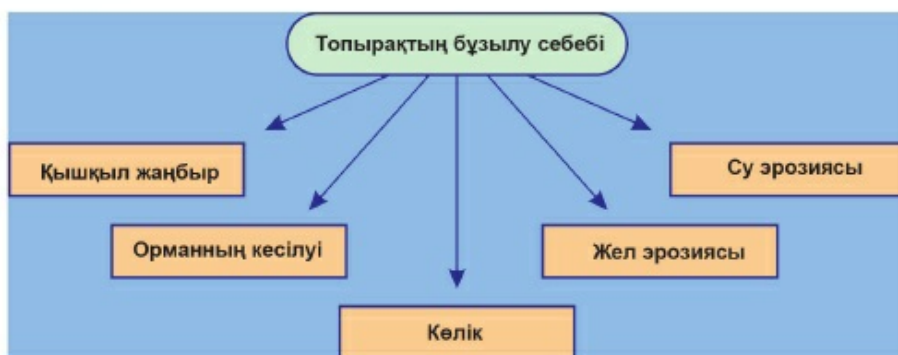 Топырақтың бұзылу себебі
Қышқыл жаңбыр
Су эрозиясы
Орманның кесілуі
Жел эрозиясы
Көлік